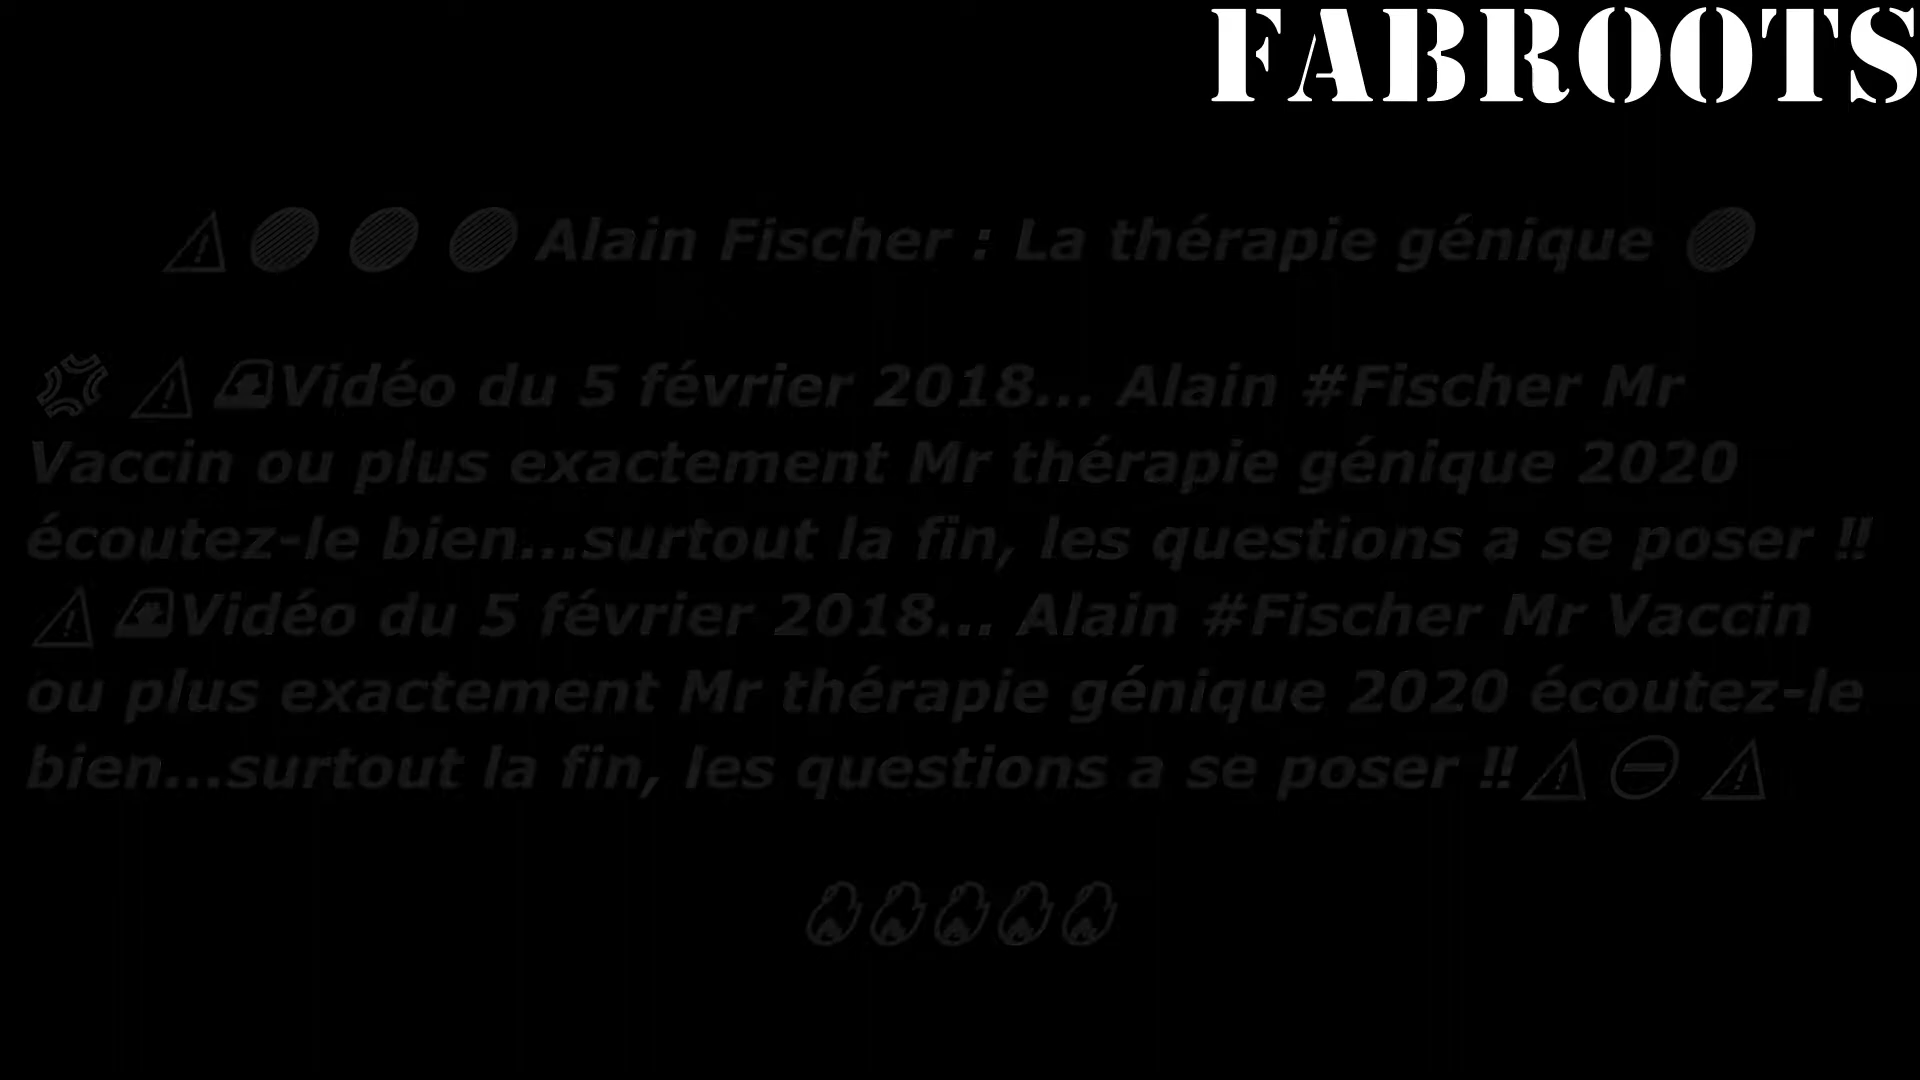 FABROOTS
⚠🔴 🔴 🔴 Alain Fischer : La thérapie génique 🔴
💢 ⚠🚨Vidéo du 5 février 2018... Alain #Fischer Mr
Vaccin ou plus exactement Mr thérapie génique 2020
écoutez-le bien...surtout la fin, les questions a se poser ‼
⚠🚨Vidéo du 5 février 2018... Alain #Fischer Mr Vaccin
ou plus exactement Mr thérapie génique 2020 écoutez-le
bien...surtout la fin, les questions a se poser ‼⚠⛔ ⚠
🔥🔥🔥🔥🔥